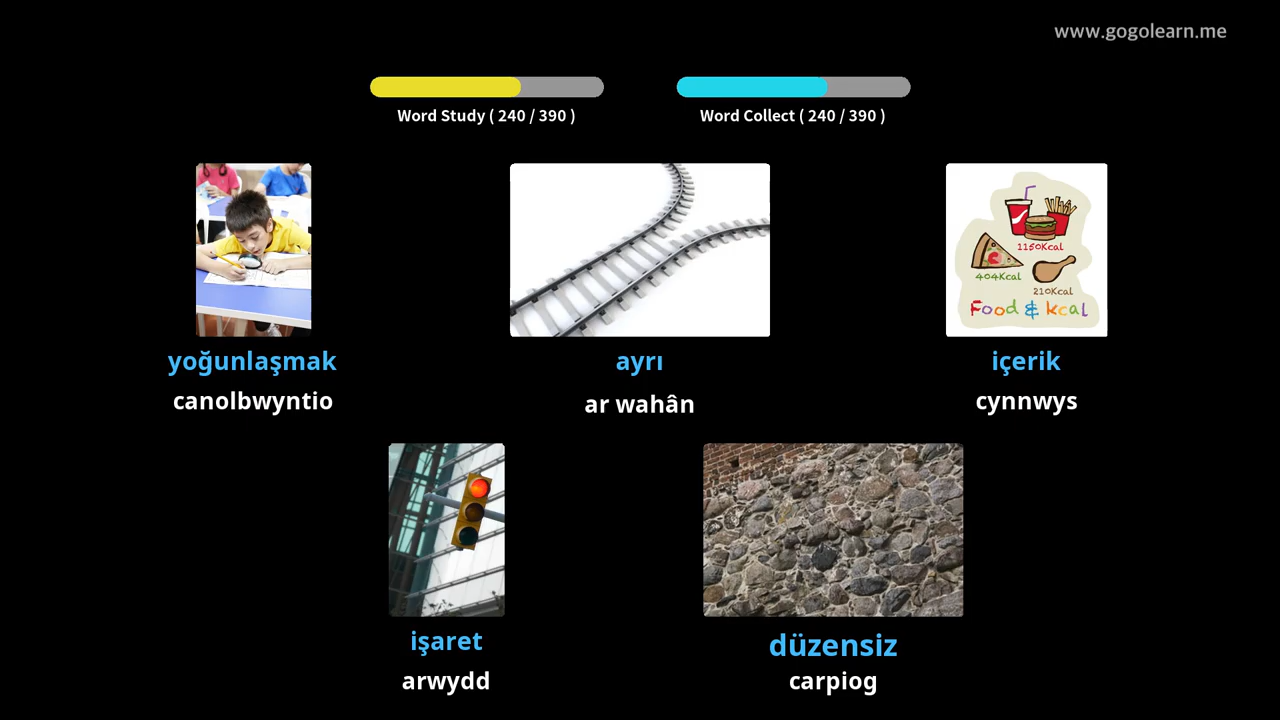 www.gogolearn.me
Word Study ( 240 / 390 )
Word Collect ( 240 / 390 )
1150Kcal
404Kcal
210Kcal
Food & kcal
yoğunlaşmak
canolbwyntio
ayrı
ar wahân
içerik
cynnwys
işaret
arwydd
düzensiz
carpiog